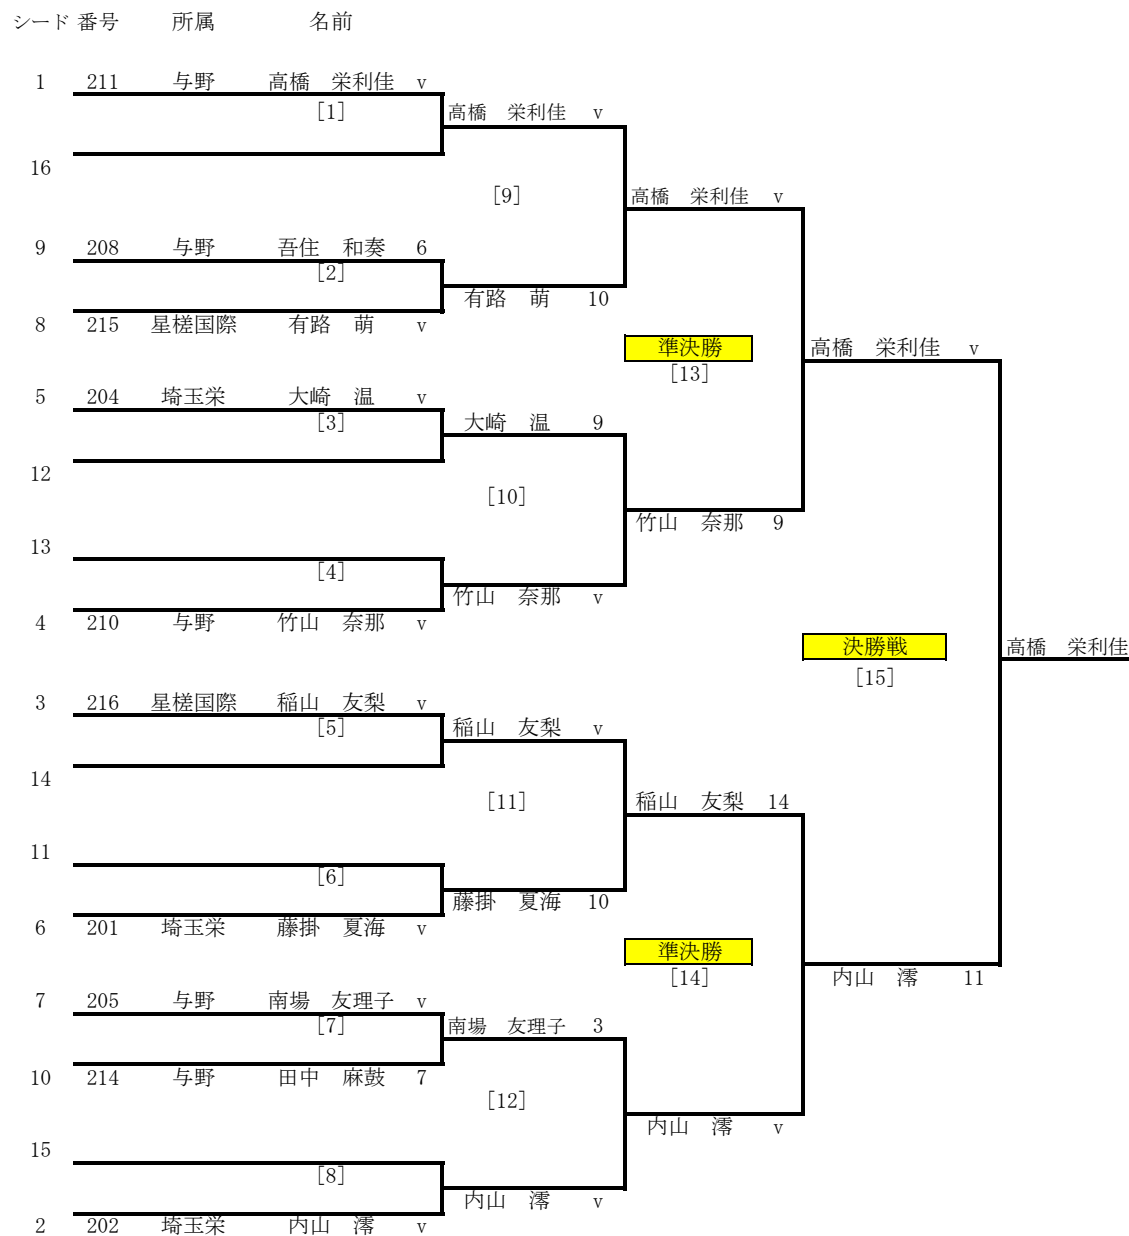 シード 番号 所属 名前
1 211 与野 高橋 栄利佳 v
[1] 高橋 栄利佳 v
16
[9] 高橋 栄利佳 v
9 208 与野 吾住 和奏 6
[2]
有路 萌 10
8 215 星槎国際 有路 萌 v
準決勝 高橋 栄利佳 v
[13]
5 204 埼玉栄 大崎 温 v
[3] 大崎 温 9
12
[10]
竹山 奈那 9
13
[4]
竹山 奈那 v
4 210 与野 竹山 奈那 v
決勝戦 高橋 栄利佳
[15]
3 216 星槎国際 稲山 友梨 v
[5] 稲山 友梨 v
14
[11] 稲山 友梨 14
11
[6]
藤掛 夏海 10
6 201 埼玉栄 藤掛 夏海 v
準決勝
[14] 内山 澪 11
7 205 与野 南場 友理子 v
[7] 南場 友理子 3
10 214 与野 田中 麻鼓 7
[12]
内山 澪 v
15
[8]
内山 澪 v
2 202 埼玉栄 内山 澪 v